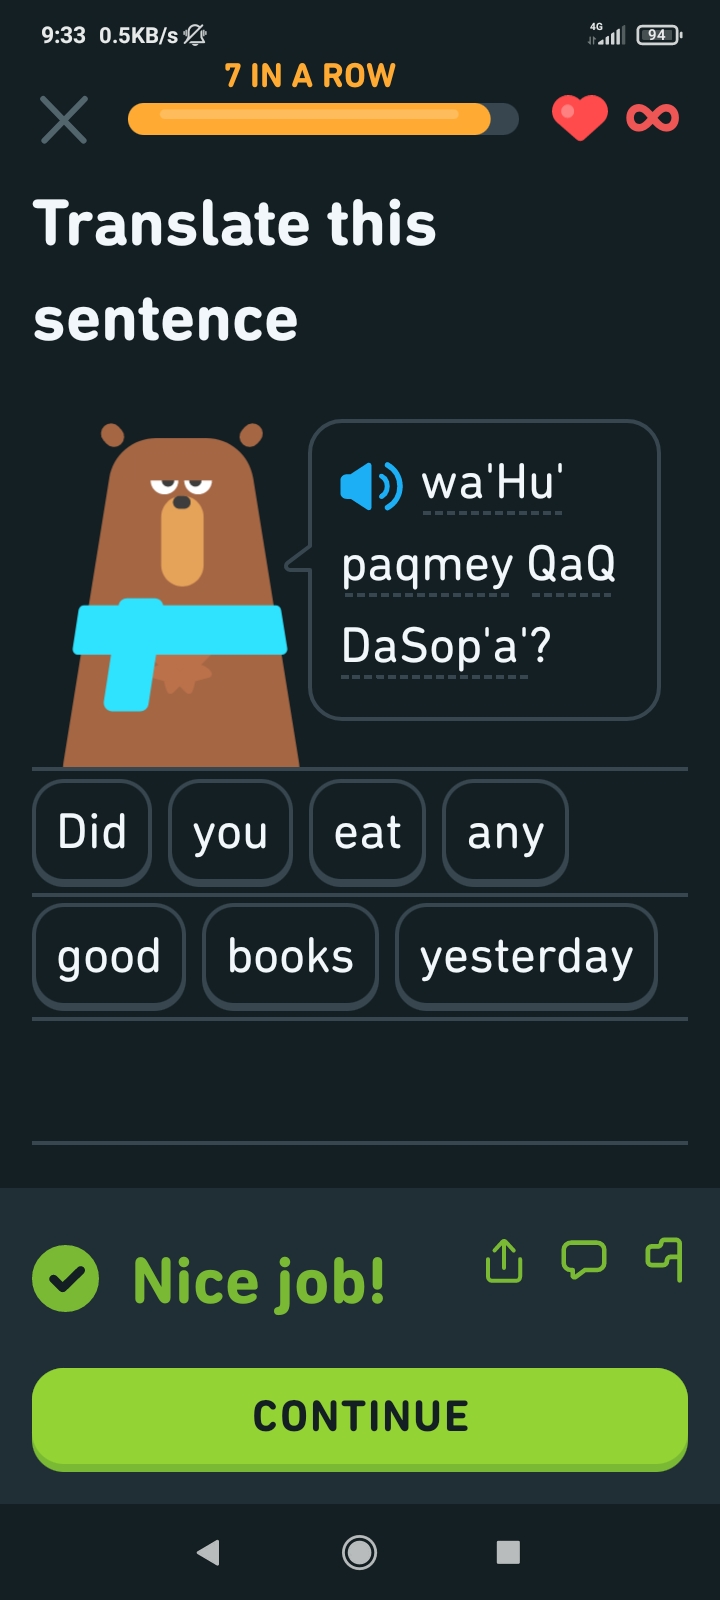 9:33 0.5KB/s 4G 94
7 IN A ROW
Translate this
sentence
wa'Hu'
paqmey QaQ
DaSop'a'?
Did you eat any
good books yesterday
Nice job!
CONTINUE